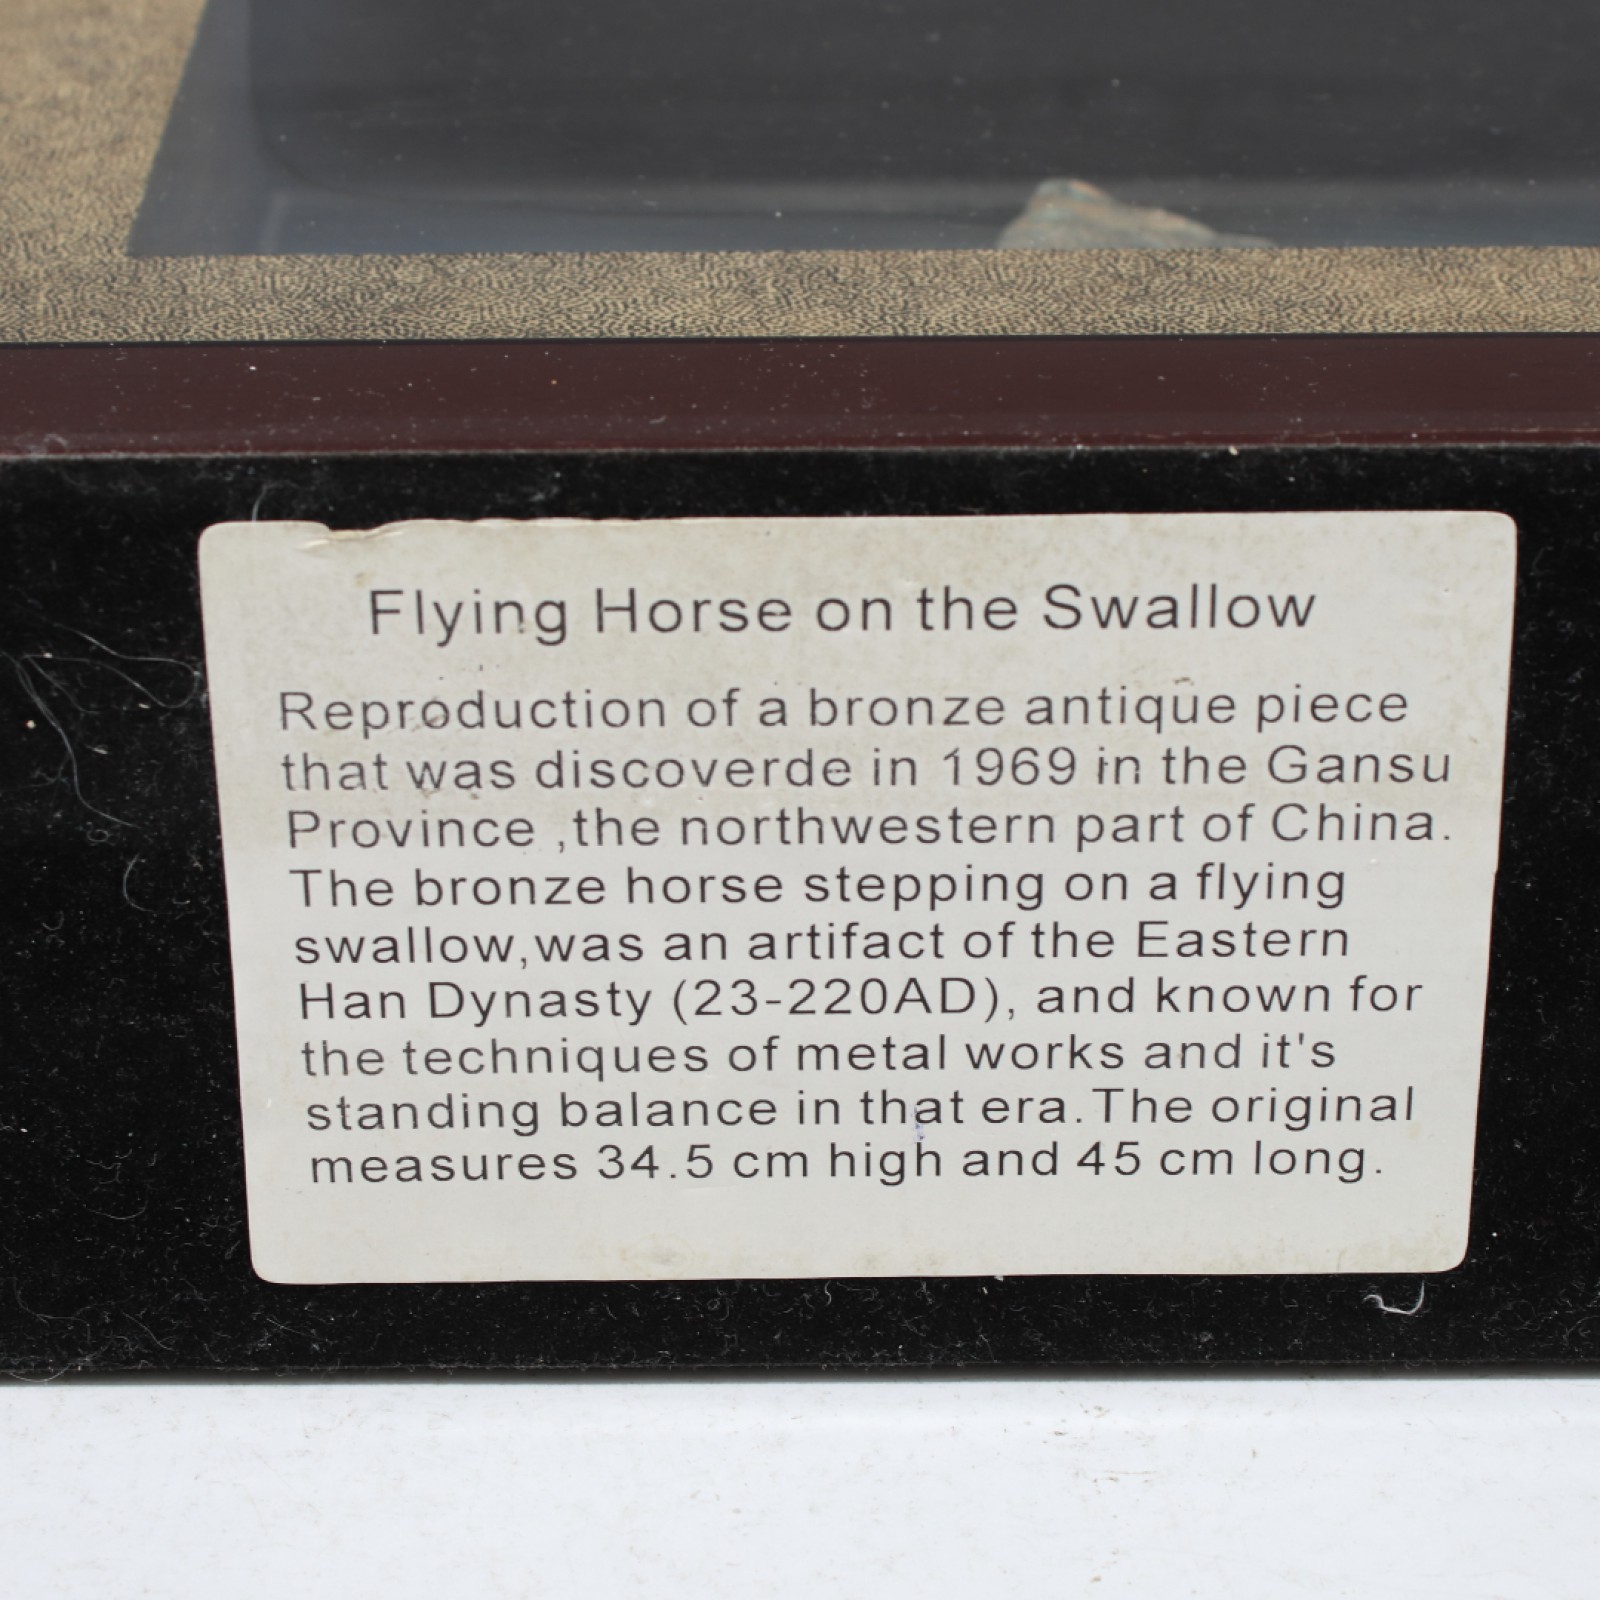 Flying Horse on the Swallow
Reproduction of a bronze antique piece
that was discoverde in 1969 in the Gansu
Province ,the northwestern part of China.
The bronze horse stepping on a flying
swallow,was an artifact of the Eastern
Han Dynasty (23-220AD), and known for
the techniques of metal works and it's
standing balance in that era.The original
measures 34.5 cm high and 45 cm long.